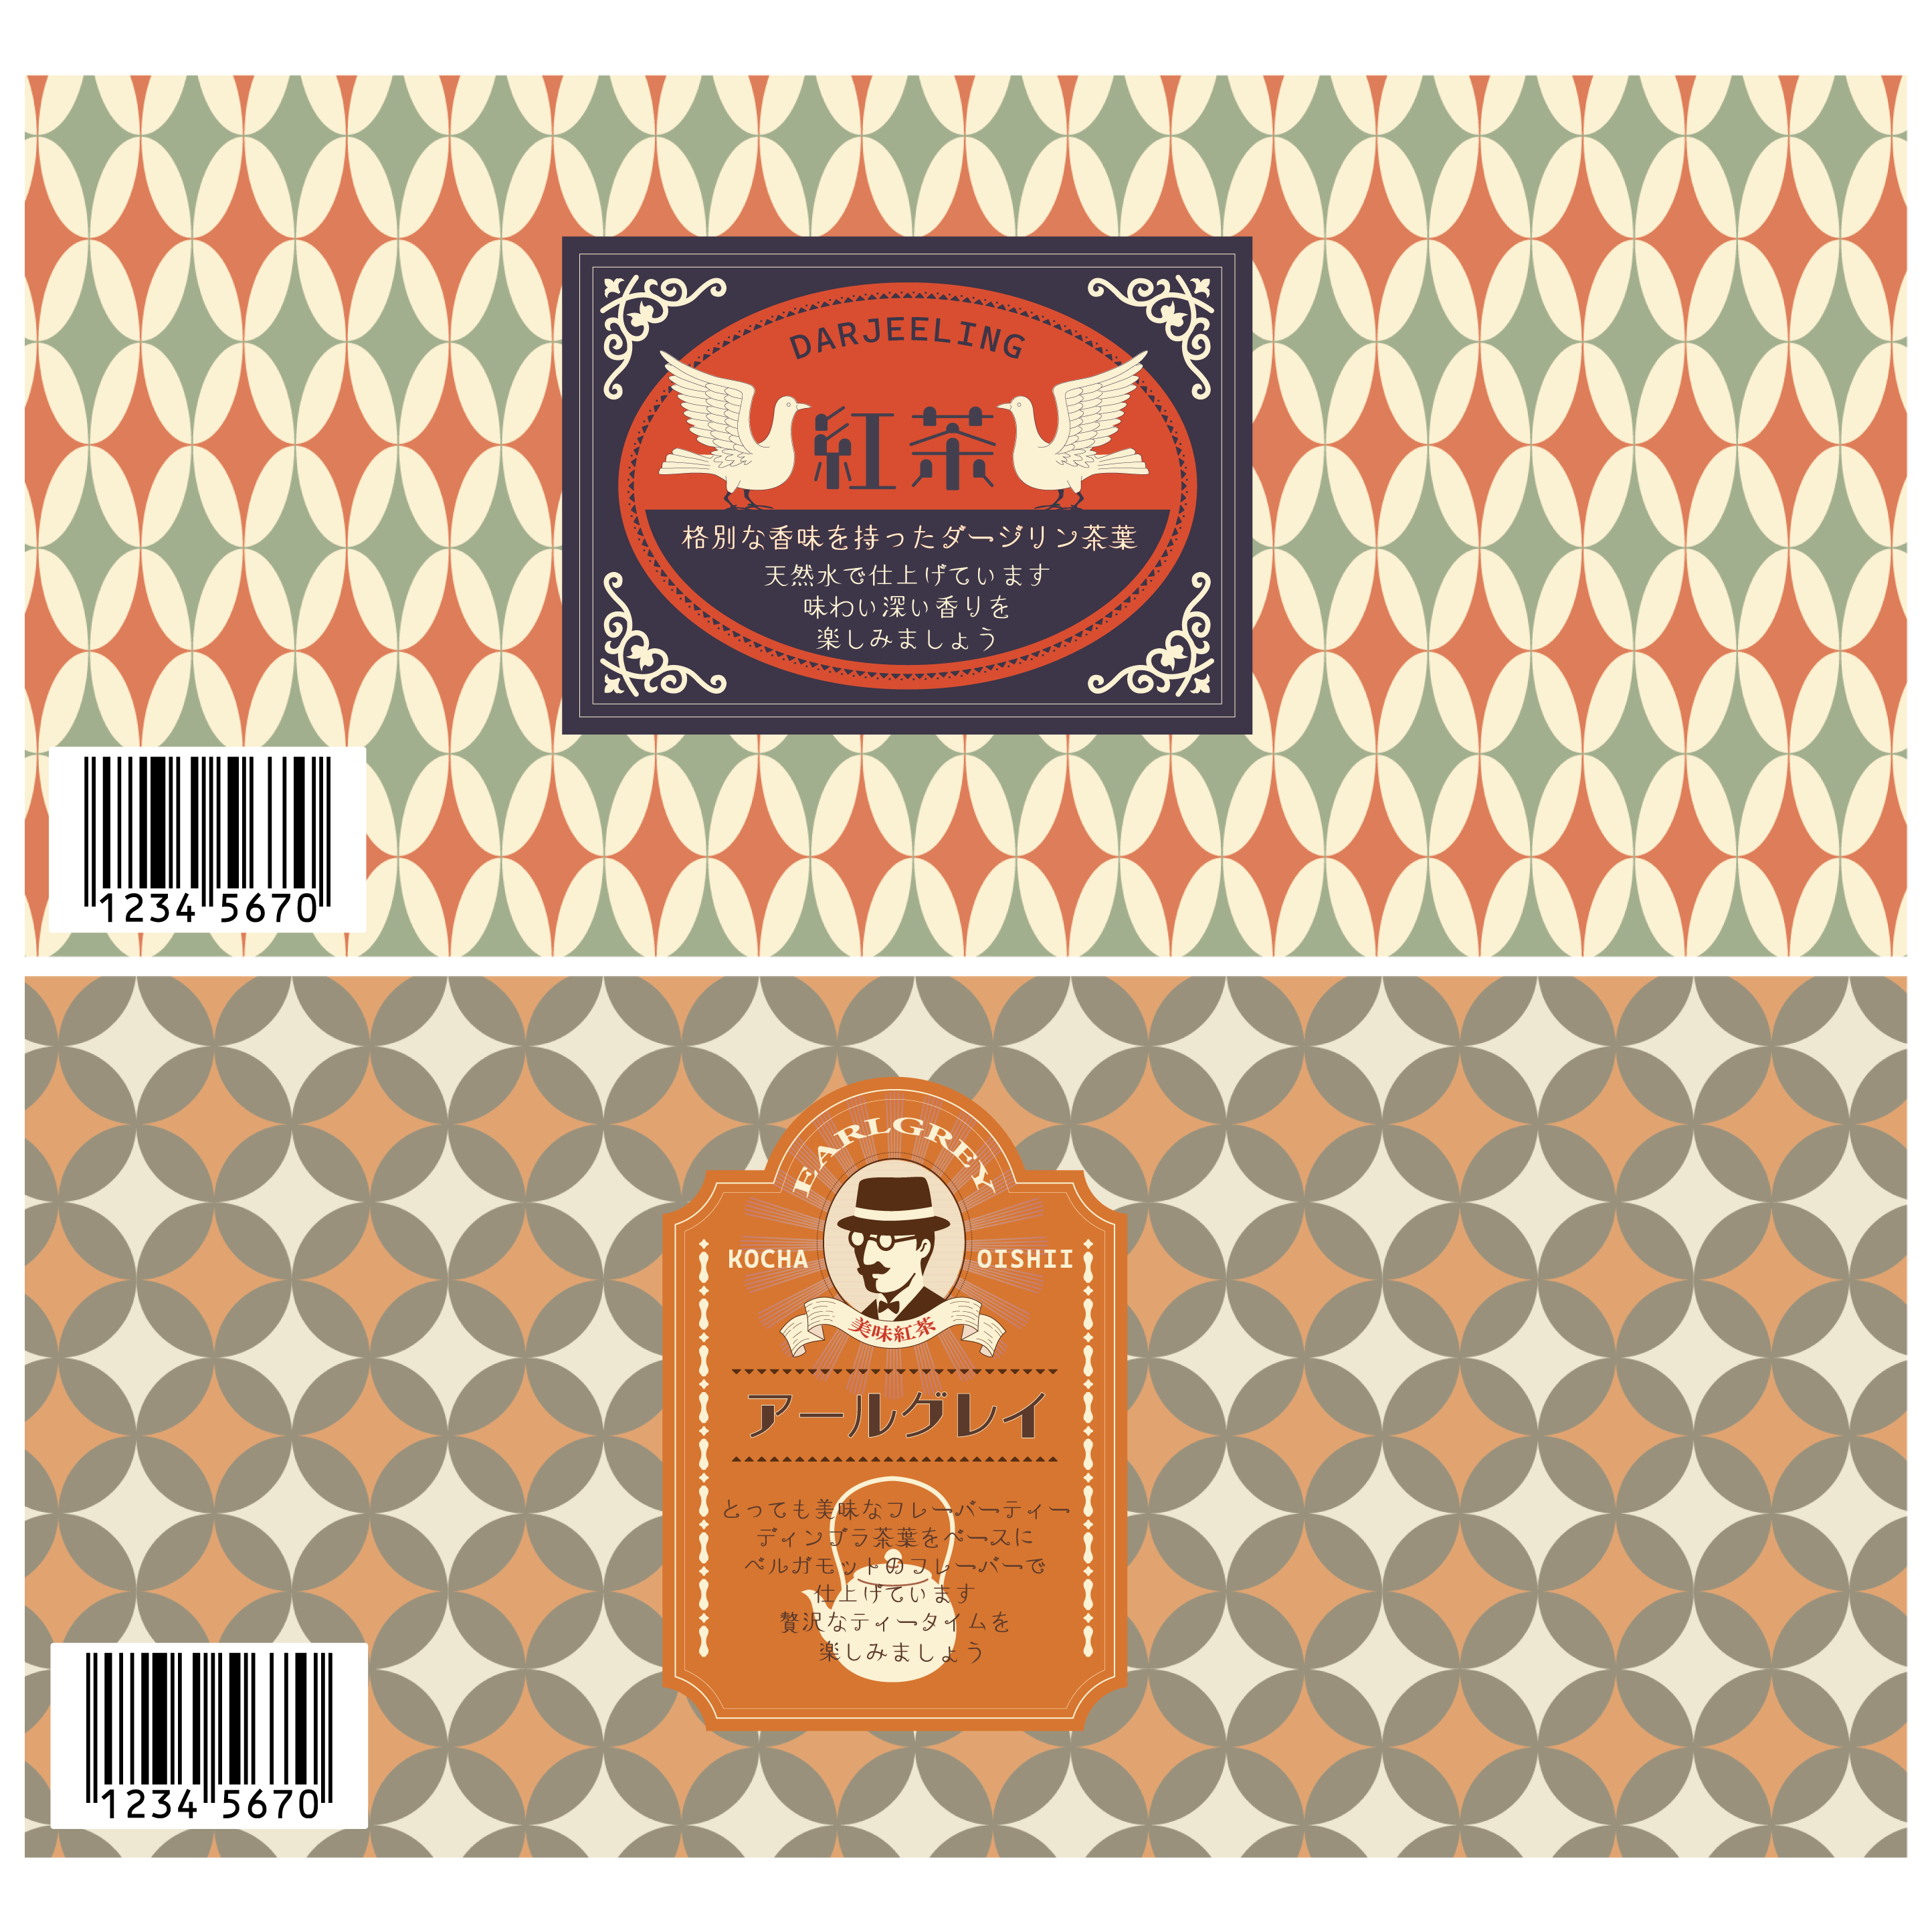 DARJEELING
紅茶
格別な香味を持ったダージリン茶葉
天然水で仕上げています
味わい深い香りを
楽しみましょう
1234 5670
EARLGREY
KOCHA
OISHII
美味紅茶
アールグレイ
とっても美味なフレーバーティー
ディンブラ茶葉をベースに
ベルガモットのフレーバーで
仕上げています
贅沢なティータイムを
楽しみましょう
1234 5670